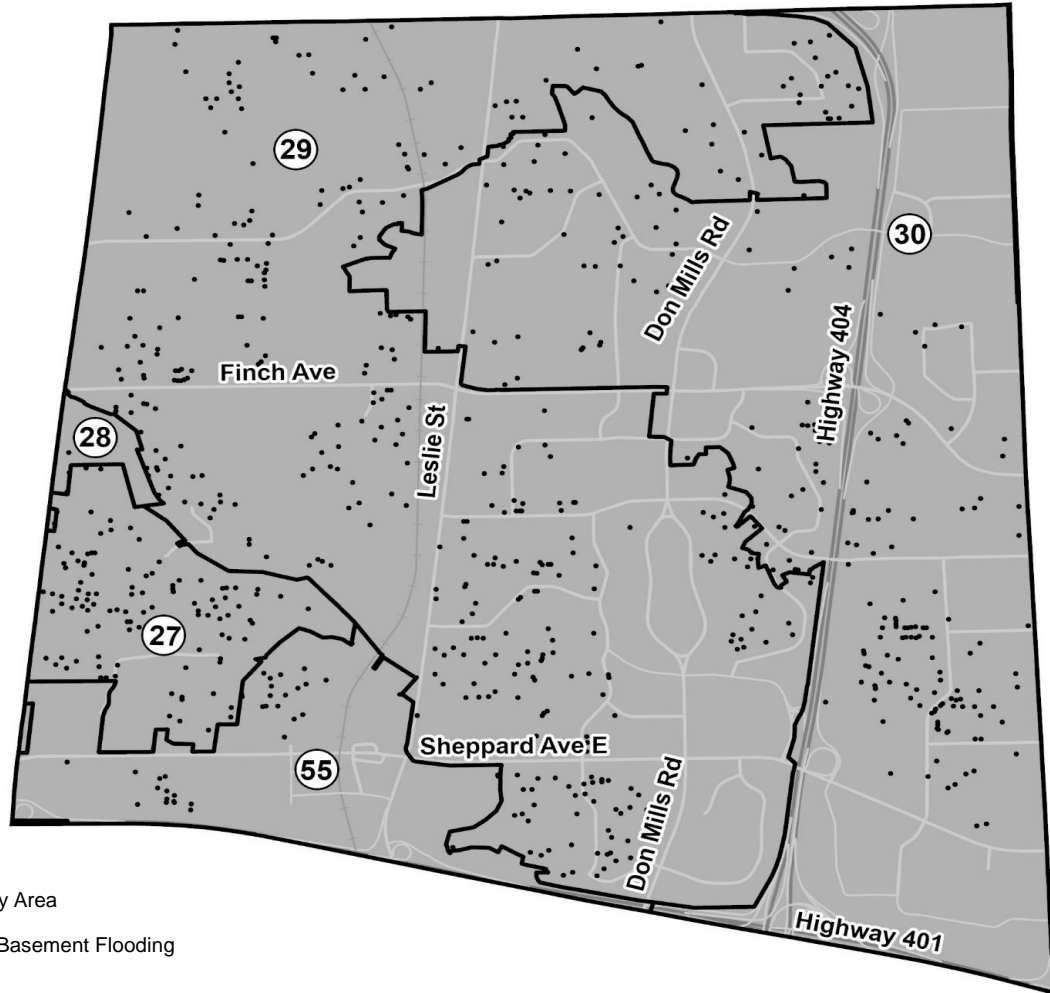 29
30
Don Mills Rd
Highway 404
Finch Ave
28
Leslie St
27
Sheppard Ave E
55
Don Mills Rd
y Area
Basement Flooding
Highway 401